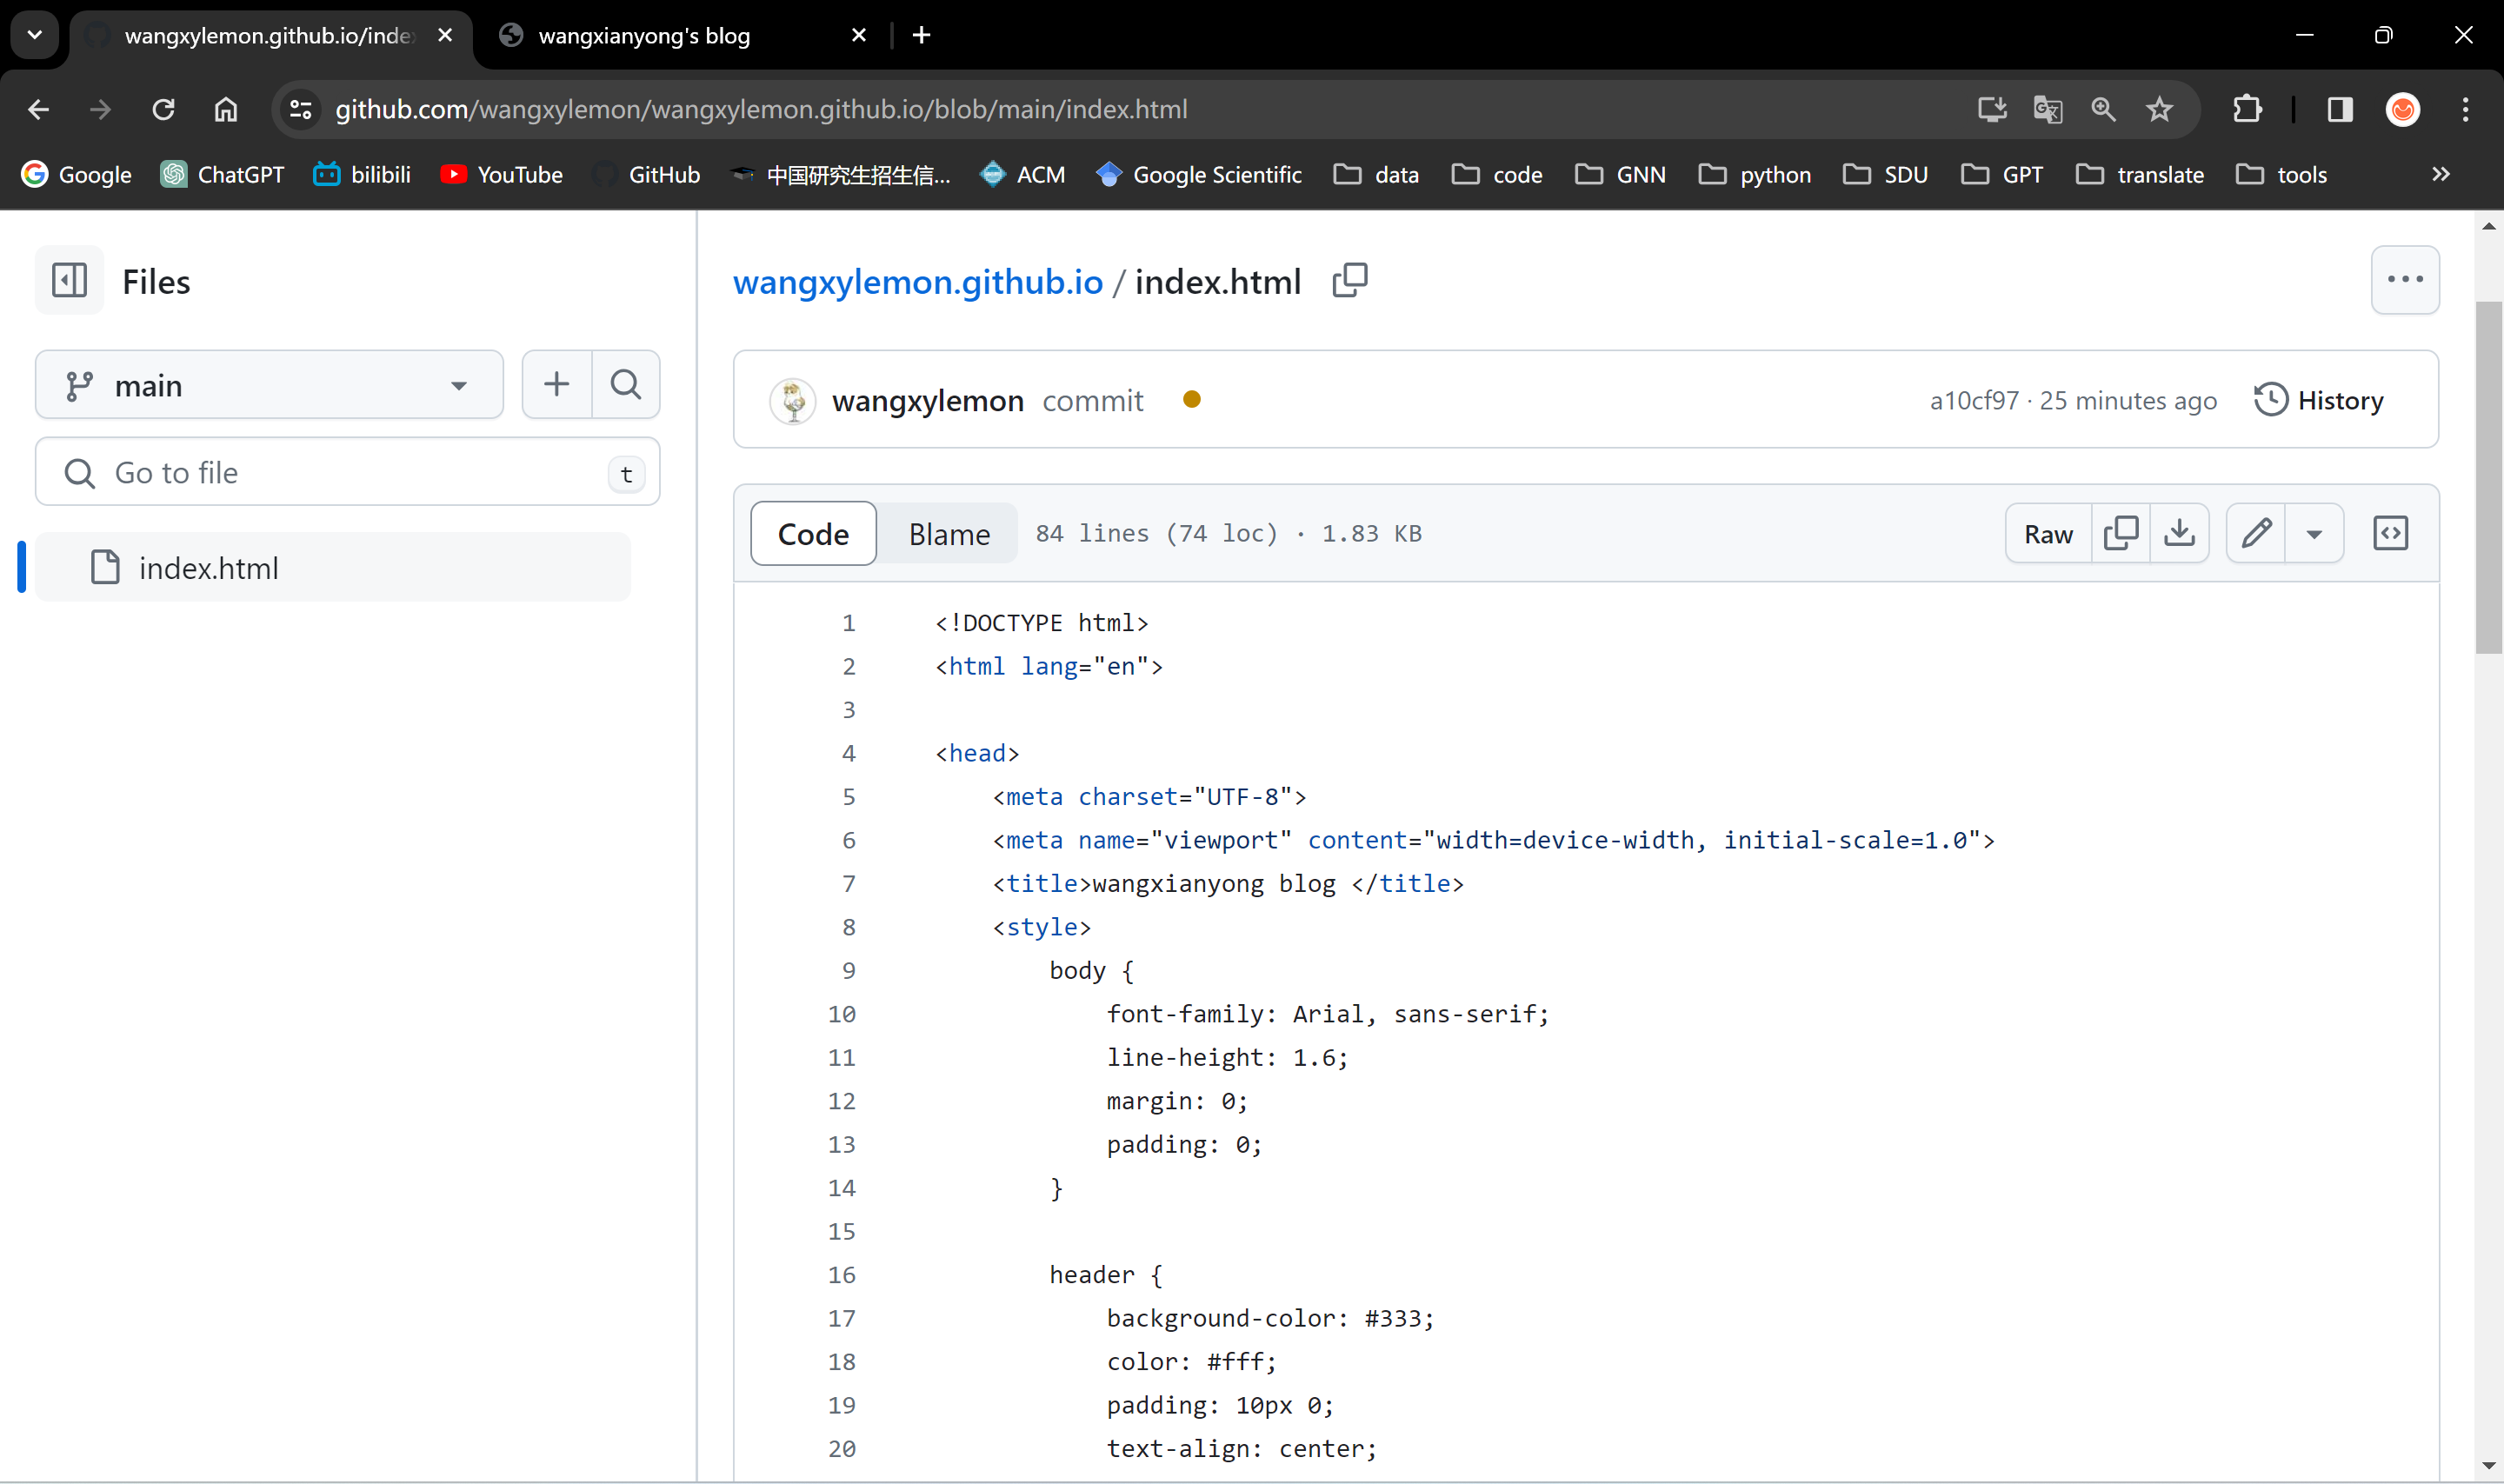 wangxylemon.github.io/inde
wangxianyong's blog
github.com/wangxylemon/wangxylemon.github.io/blob/main/index.html
Google ChatGPT bilibili YouTube GitHub 中国研究生招生信... ACM Google Scientific data code GNN python SDU GPT translate tools
Files
wangxylemon.github.io / index.html
main
wangxylemon commit a10cf97 · 25 minutes ago History
Go to file t
Code Blame 84 lines (74 loc) · 1.83 KB Raw
index.html
1 <!DOCTYPE html>
2 <html lang="en">
3
4 <head>
5 <meta charset="UTF-8">
6 <meta name="viewport" content="width=device-width, initial-scale=1.0">
7 <title>wangxianyong blog </title>
8 <style>
9 body {
10 font-family: Arial, sans-serif;
11 line-height: 1.6;
12 margin: 0;
13 padding: 0;
14 }
15
16 header {
17 background-color: #333;
18 color: #fff;
19 padding: 10px 0;
20 text-align: center;